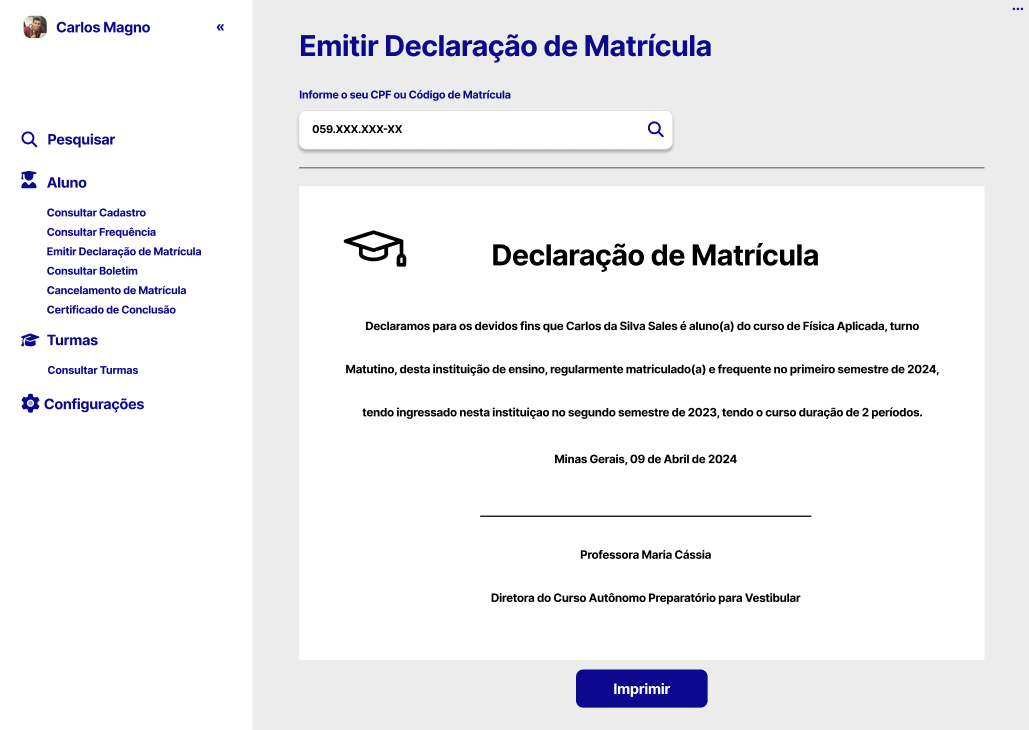 Carlos Magno
«
Pesquisar
Aluno
Consultar Cadastro
Consultar Frequência
Emitir Declaração de Matrícula
Consultar Boletim
Cancelamento de Matrícula
Certificado de Conclusão
Turmas
Consultar Turmas
Configurações
...
Emitir Declaração de Matrícula
Informe o seu CPF ou Código de Matrícula
059.XXX.XXX-XX
Declaração de Matrícula
Declaramos para os devidos fins que Carlos da Silva Sales é aluno(a) do curso de Física Aplicada, turno
Matutino, desta instituição de ensino, regularmente matriculado(a) e frequente no primeiro semestre de 2024,
tendo ingressado nesta instituiçao no segundo semestre de 2023, tendo o curso duração de 2 períodos.
Minas Gerais, 09 de Abril de 2024
Professora Maria Cássia
Diretora do Curso Autônomo Preparatório para Vestibular
Imprimir